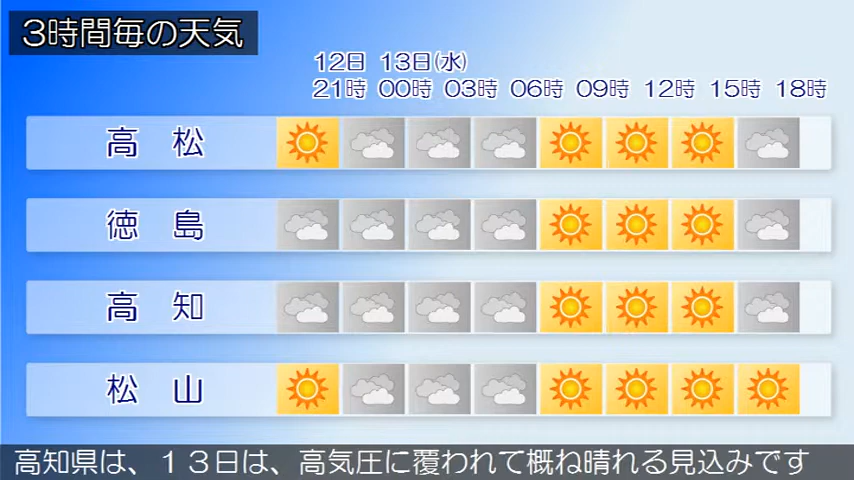 3時間毎の天気
12日 13日(水)
21時 00時 03時 06時 09時 12時 15時 18時
高 松
徳 島
高 知
松 山
高知県は、１３日は、高気圧に覆われて概ね晴れる見込みです